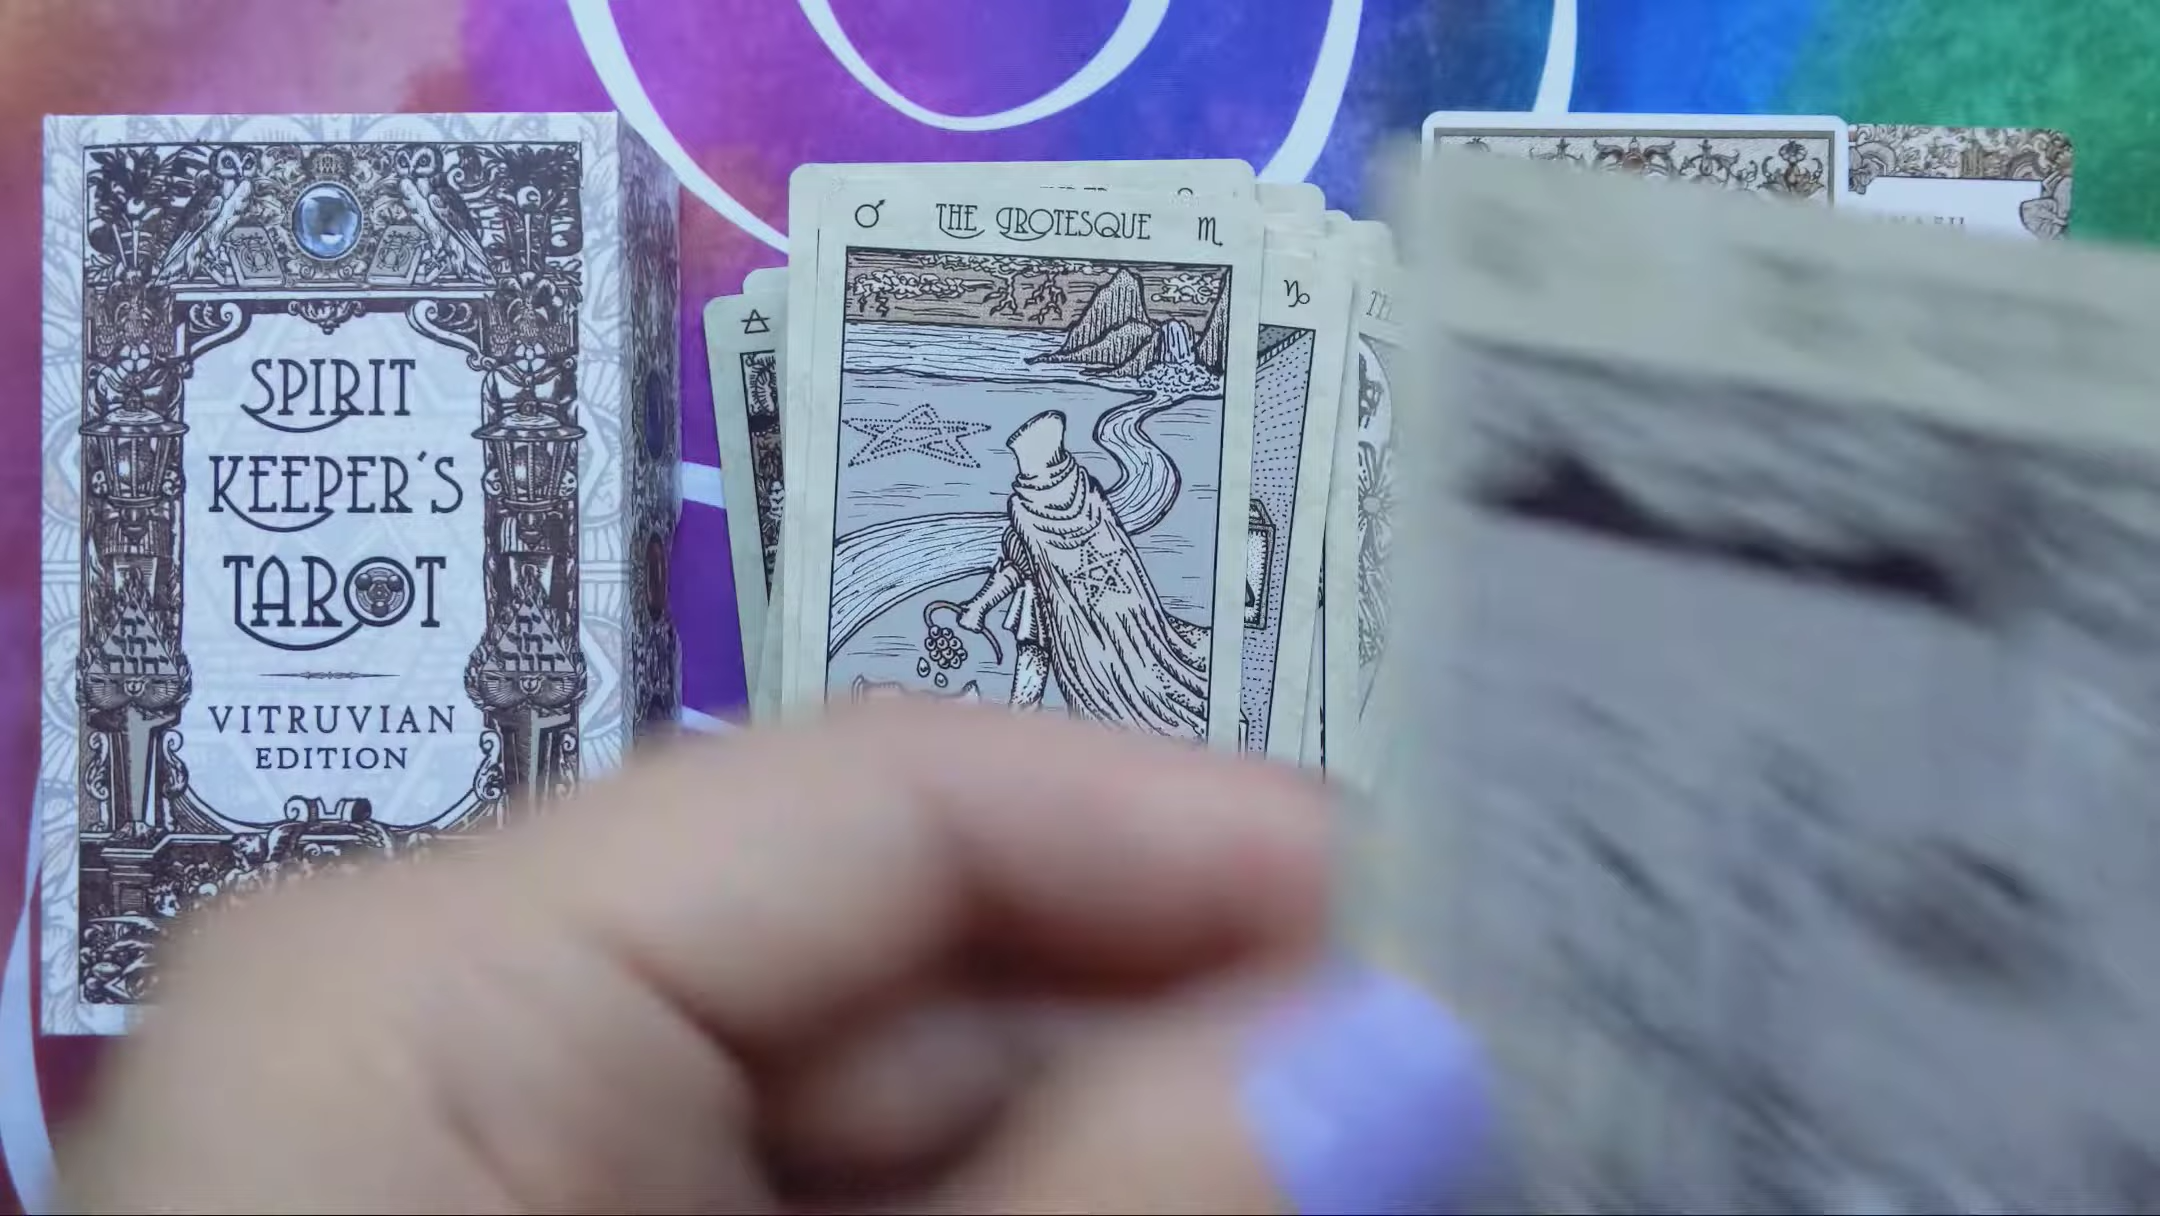 SPIRIT
KEEPER'S
TAROT
VITRUVIAN
EDITION
♂ THE GROTESQUE ♏
♑